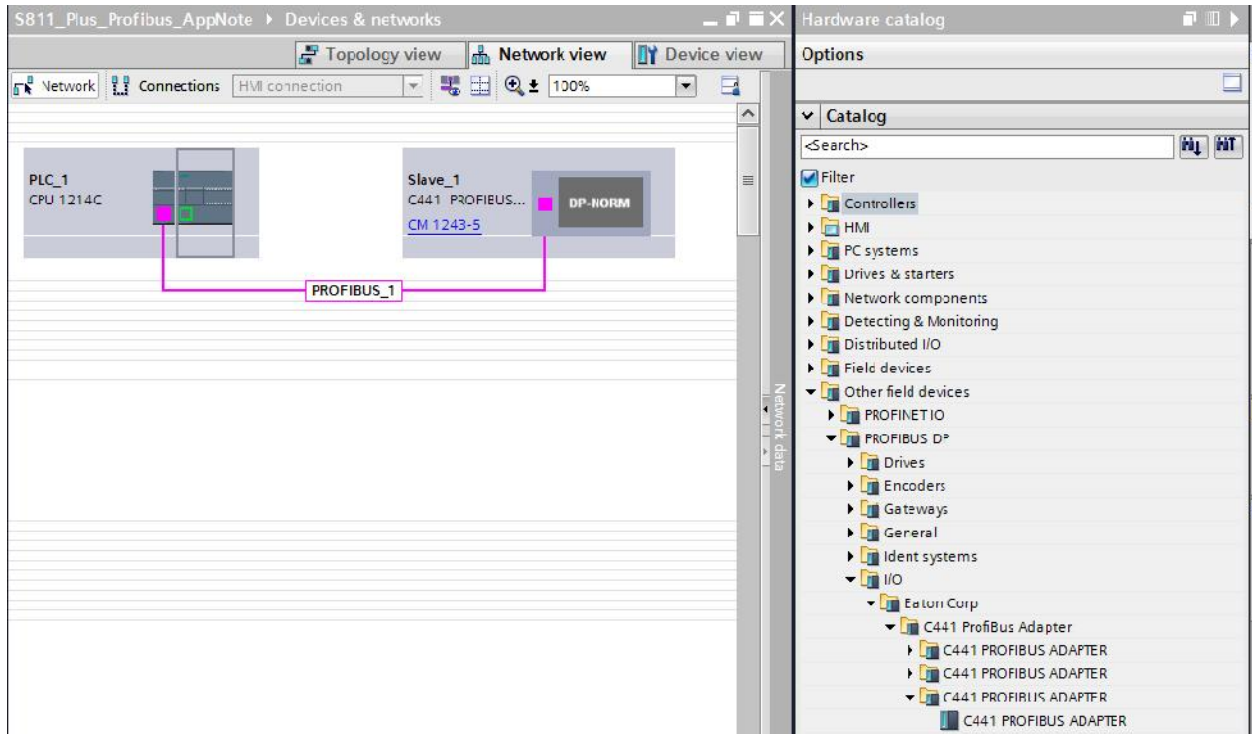 S811_Plus_Profibus_AppNote ▸ Devices & networks
Topology view
Network view
Device view
Network
Connections
HMI connection
100%
PLC_1
CPU 1214C
Slave_1
C441 PROFIBUS...
CM 1243-5
DP-NORM
PROFIBUS_1
Network data
Hardware catalog
Options
Catalog
<Search>
Filter
Controllers
HMI
PC systems
Drives & starters
Network components
Detecting & Monitoring
Distributed I/O
Field devices
Other field devices
PROFINET IO
PROFIBUS DP
Drives
Encoders
Gateways
General
Ident systems
I/O
Eaton Corp
C441 ProfiBus Adapter
C441 PROFIBUS ADAPTER
C441 PROFIBUS ADAPTER
C441 PROFIBUS ADAPTER
C441 PROFIBUS ADAPTER